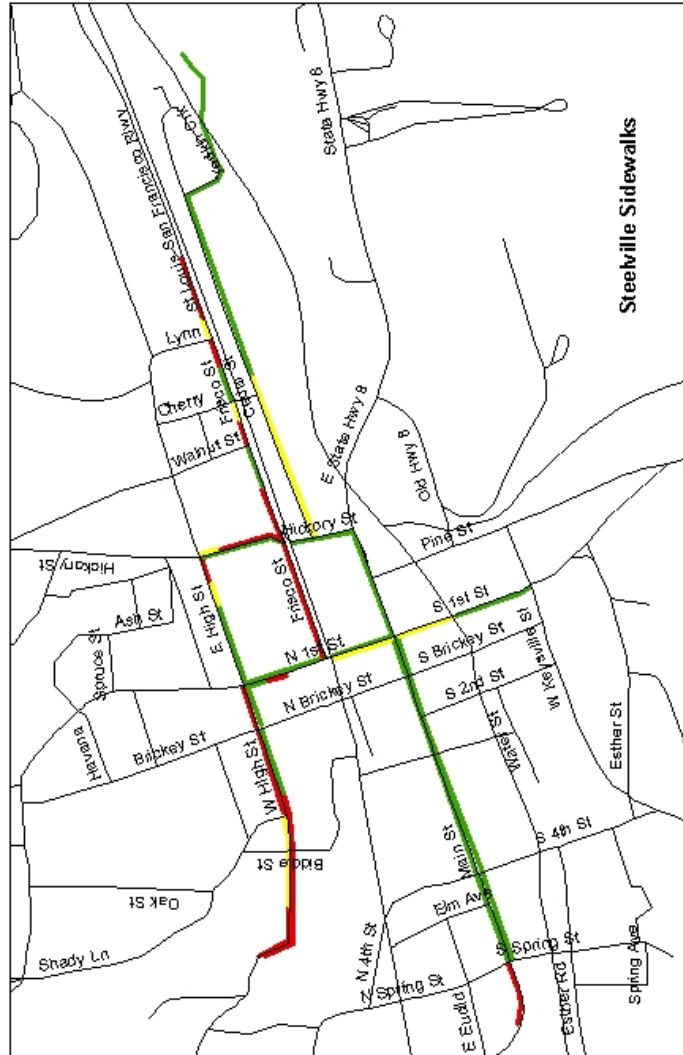 State Hwy 8
St Louis-San Francisco Rlwy
Lynn
Frisco St
Cherry
Walnut St
E State Hwy 8
Old Hwy 8
Steelville Sidewalks
Hickory St
Pine St
Hickory St
Ash St
E High St
Frisco St
Spruce St
N 1st St
S 1st St
Havana
Brickey St
N Brickey St
S Brickey St
S 2nd St
W Keysville St
Water St
Esther St
W High St
Biddle St
Main St
S 4th St
Oak St
Elm Ave
Shady Ln
N 4th St
N Spring St
S Spring St
E Euclid
Esther Rd
Spring Ave